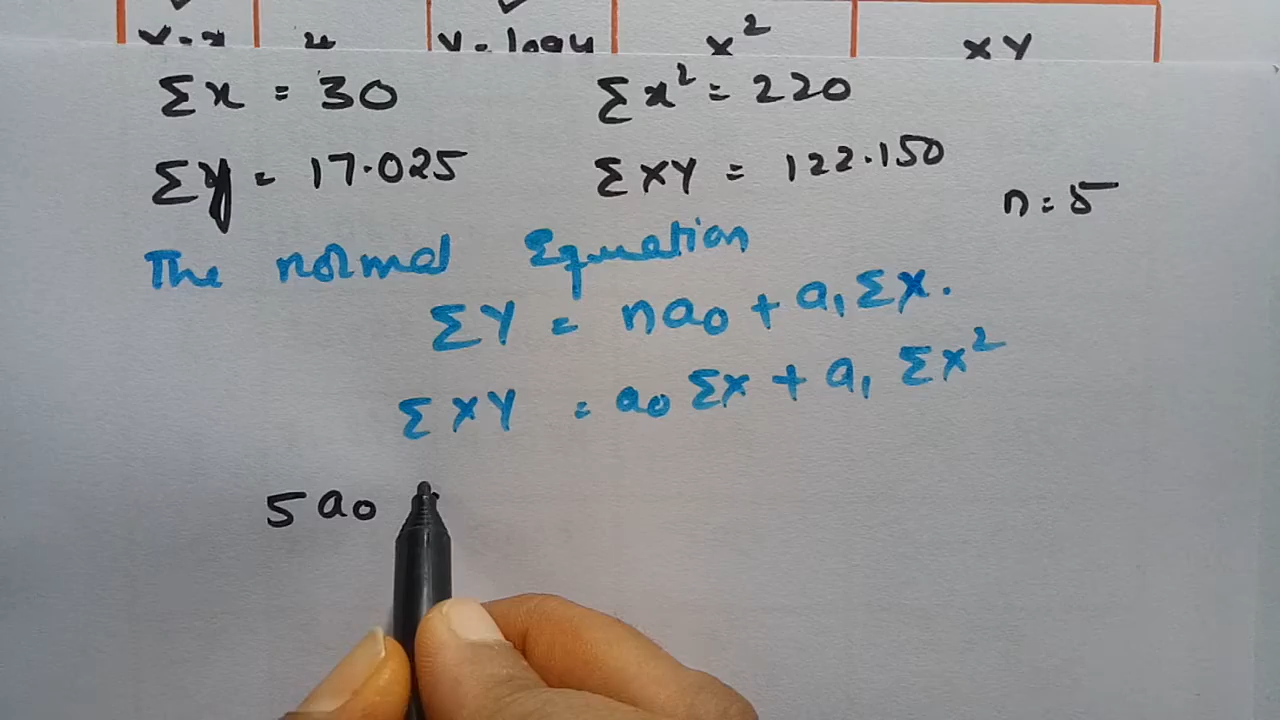 x² XY
Σx = 30 Σx² = 220
Σy = 17.025 ΣXY = 122.150
n = 5
The normal Equation
ΣY = na₀ + a₁ΣX.
ΣXY = a₀ΣX + a₁ΣX²
5a₀